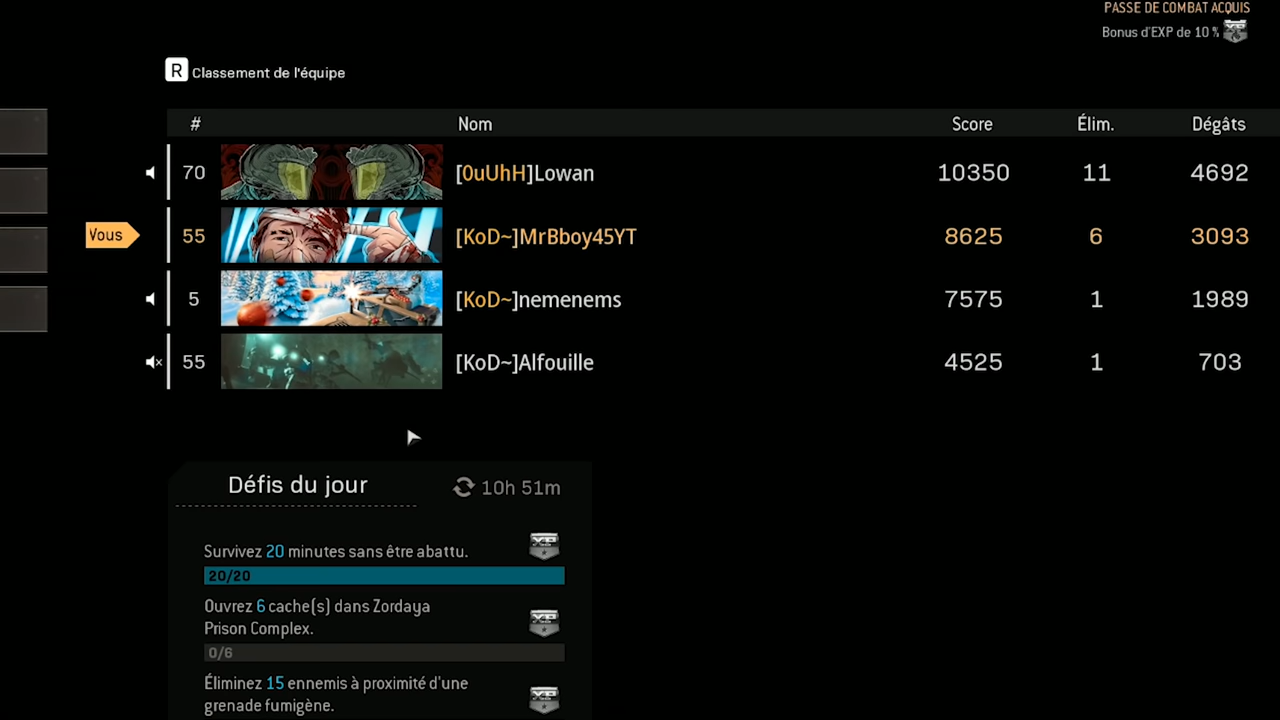 PASSE DE COMBAT ACQUIS
Bonus d'EXP de 10 %
R Classement de l'équipe
# Nom Score Élim. Dégâts
70 [0uUhH]Lowan 10350 11 4692
Vous 55 [KoD~]MrBboy45YT 8625 6 3093
5 [KoD~]nemenems 7575 1 1989
55 [KoD~]Alfouille 4525 1 703
Défis du jour 10h 51m
Survivez 20 minutes sans être abattu.
20/20
Ouvrez 6 cache(s) dans Zordaya
Prison Complex.
0/6
Éliminez 15 ennemis à proximité d'une
grenade fumigène.